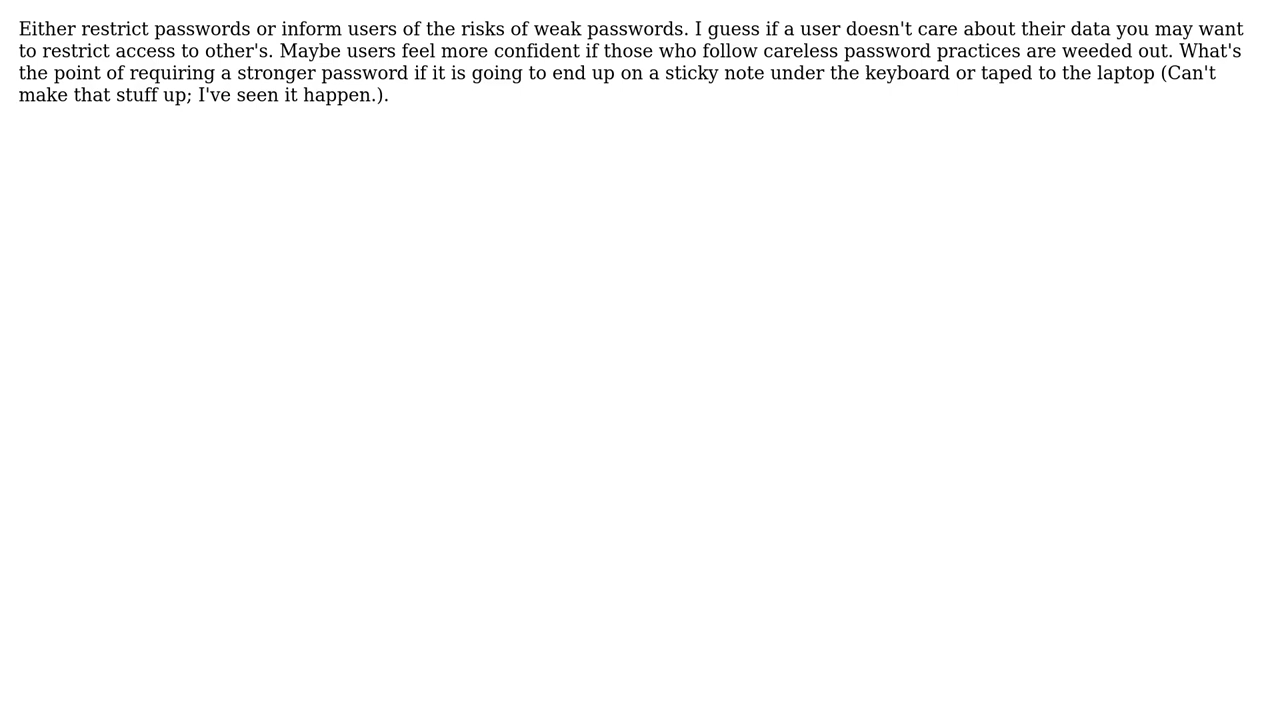 Either restrict passwords or inform users of the risks of weak passwords. I guess if a user doesn't care about their data you may want
to restrict access to other's. Maybe users feel more confident if those who follow careless password practices are weeded out. What's
the point of requiring a stronger password if it is going to end up on a sticky note under the keyboard or taped to the laptop (Can't
make that stuff up; I've seen it happen.).